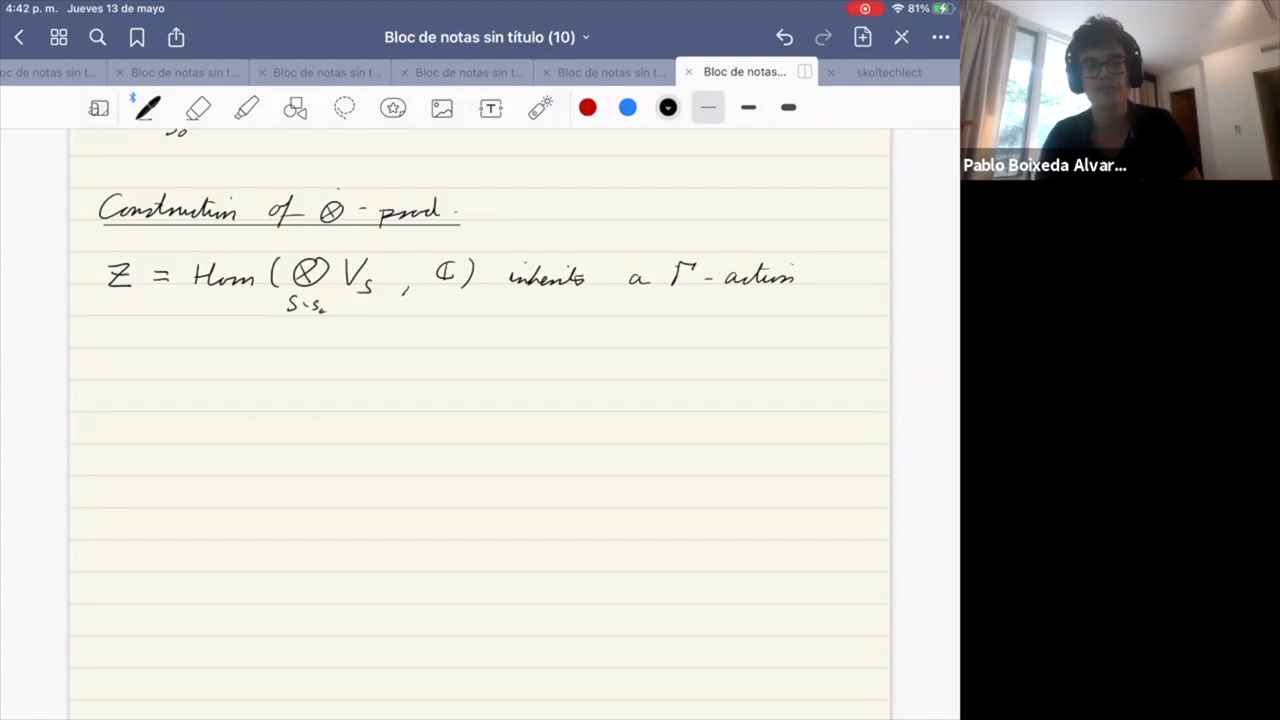 4:42 p. m. Jueves 13 de mayo
81%
Bloc de notas sin título (10)
oc de notas sin t...
Bloc de notas sin t...
Bloc de notas sin t...
Bloc de notas sin t...
Bloc de notas sin t...
Bloc de notas...
skoltechlect
Pablo Boixeda Alvar...
Construction of ⊗ - prod.
Z = Hom ( ⊗ V_s , ℂ ) inherits a Γ - action
S∖s₀